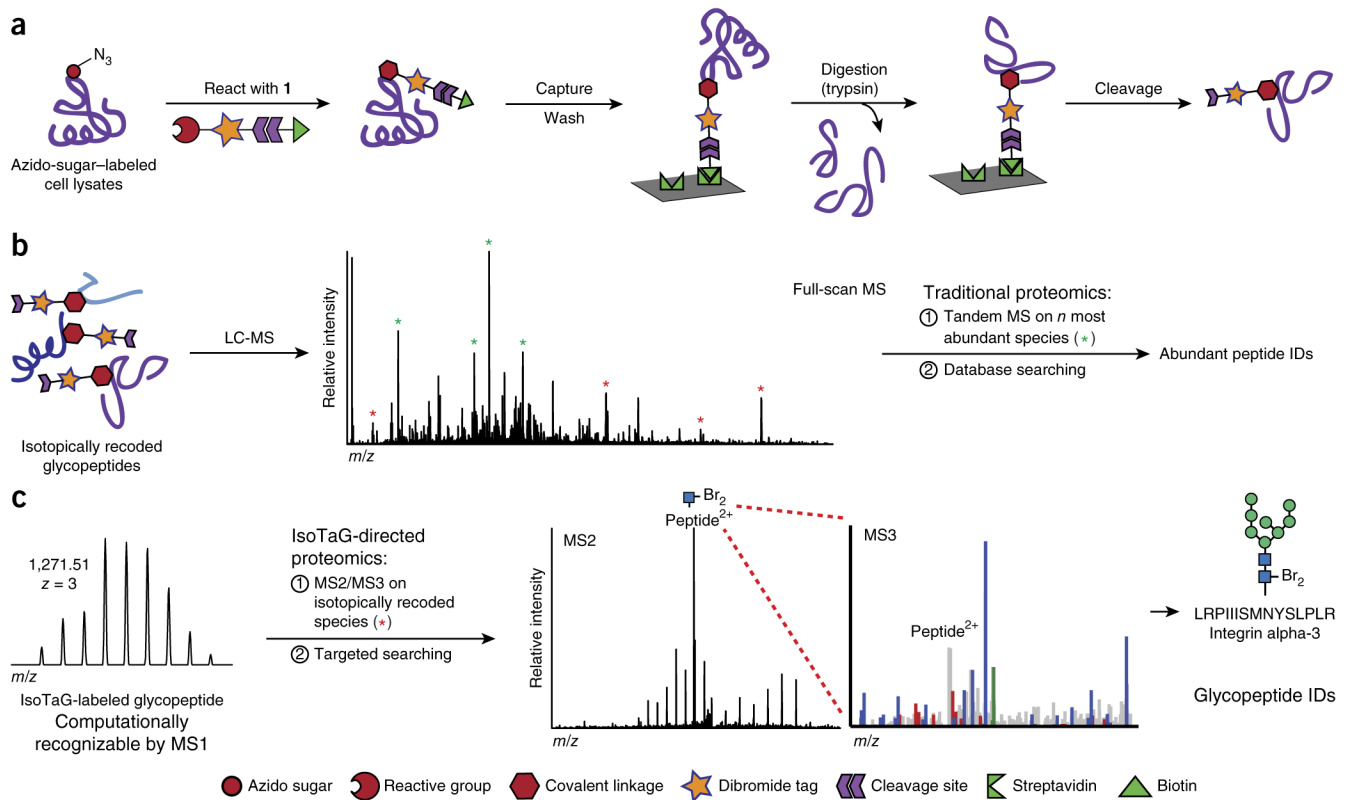 a
N3
React with 1
Azido-sugar–labeled
cell lysates
Capture
Wash
Digestion
(trypsin)
Cleavage
b
Isotopically recoded
glycopeptides
LC-MS
Relative intensity
*
*
*
*
*
*
*
*
m/z
Full-scan MS
Traditional proteomics:
1 Tandem MS on n most
abundant species (*)
2 Database searching
Abundant peptide IDs
c
1,271.51
z = 3
m/z
IsoTaG-labeled glycopeptide
Computationally
recognizable by MS1
IsoTaG-directed
proteomics:
1 MS2/MS3 on
isotopically recoded
species (*)
2 Targeted searching
Br2
Peptide2+
MS2
Relative intensity
m/z
MS3
Peptide2+
m/z
Br2
LRPIIISMNYSLPLR
Integrin alpha-3
Glycopeptide IDs
Azido sugar
Reactive group
Covalent linkage
Dibromide tag
Cleavage site
Streptavidin
Biotin